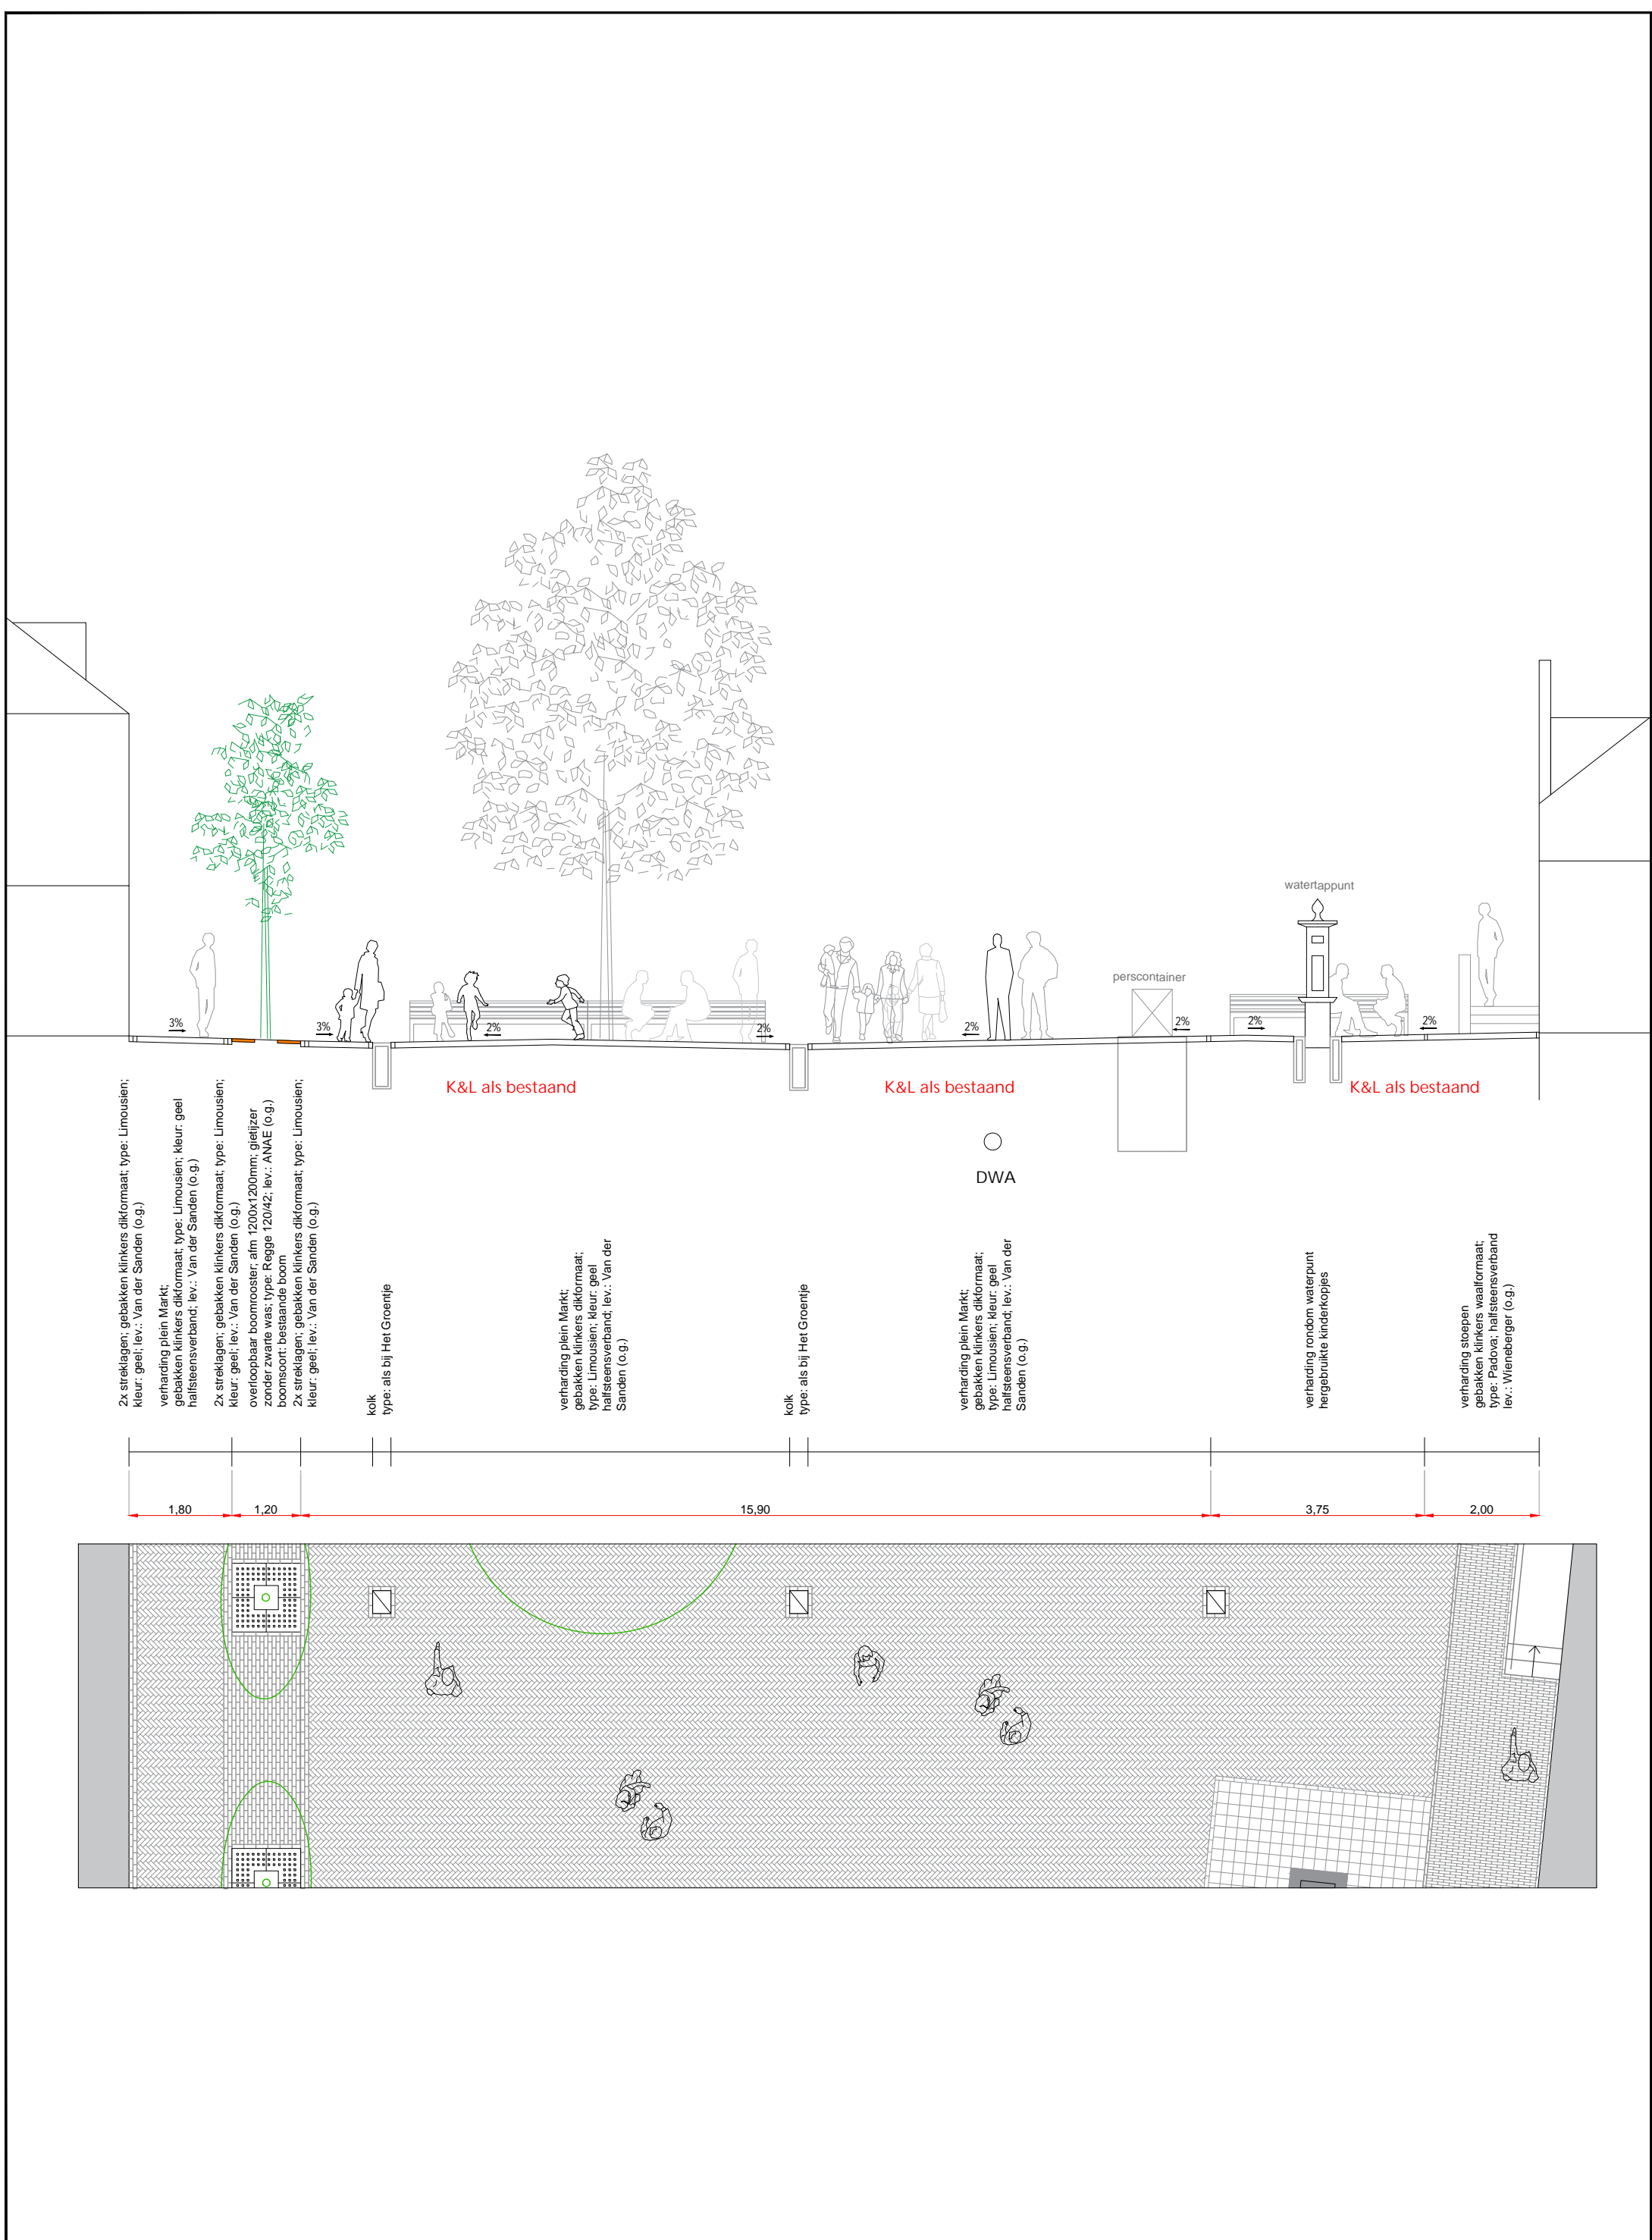 watertappunt
perscontainer
3%
3%
2%
2%
2%
2%
2%
2%
K&L als bestaand
K&L als bestaand
K&L als bestaand
DWA
2x streklagen; gebakken klinkers dikformaat; type: Limousien;
kleur: geel; lev.: Van der Sanden (o.g.)
verharding plein Markt;
gebakken klinkers dikformaat; type: Limousien; kleur: geel
halfsteensverband; lev.: Van der Sanden (o.g.)
2x streklagen; gebakken klinkers dikformaat; type: Limousien;
kleur: geel; lev.: Van der Sanden (o.g.)
overloopbaar boomrooster; afm 1200x1200mm; gietijzer
zonder zwarte was; type: Regge 120/42; lev.: ANAE (o.g.)
boomsoort: bestaande boom
2x streklagen; gebakken klinkers dikformaat; type: Limousien;
kleur: geel; lev.: Van der Sanden (o.g.)
kolk
type: als bij Het Groentje
verharding plein Markt;
gebakken klinkers dikformaat;
type: Limousien; kleur: geel
halfsteensverband; lev.: Van der
Sanden (o.g.)
kolk
type: als bij Het Groentje
verharding plein Markt;
gebakken klinkers dikformaat;
type: Limousien; kleur: geel
halfsteensverband; lev.: Van der
Sanden (o.g.)
verharding rondom waterpunt
hergebruikte kinderkopjes
verharding stoepen
gebakken klinkers waalformaat;
type: Padova; halfsteensverband
lev.: Wieneberger (o.g.)
1,80
1,20
15,90
3,75
2,00